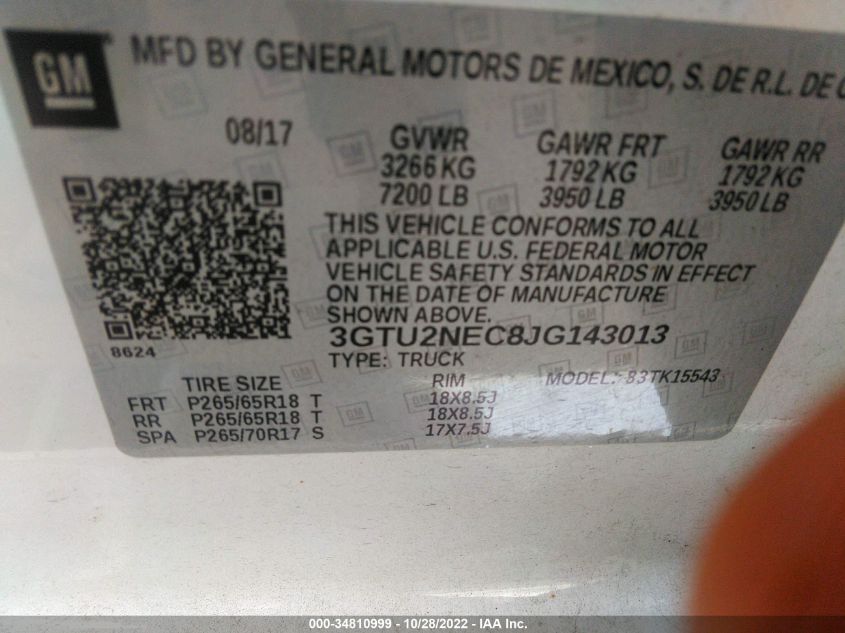 GM
MFD BY GENERAL MOTORS DE MEXICO, S. DE R.L. DE
08/17 GVWR GAWR FRT GAWR RR
3266 KG 1792 KG 1792 KG
7200 LB 3950 LB 3950 LB
THIS VEHICLE CONFORMS TO ALL
APPLICABLE U.S. FEDERAL MOTOR
VEHICLE SAFETY STANDARDS IN EFFECT
ON THE DATE OF MANUFACTURE
SHOWN ABOVE.
8624 3GTU2NEC8JG143013
TYPE: TRUCK
TIRE SIZE RIM MODEL: 83TK15543
FRT P265/65R18 T 18X8.5J
RR P265/65R18 T 18X8.5J
SPA P265/70R17 S 17X7.5J
000-34810999 - 10/28/2022 - IAA Inc.